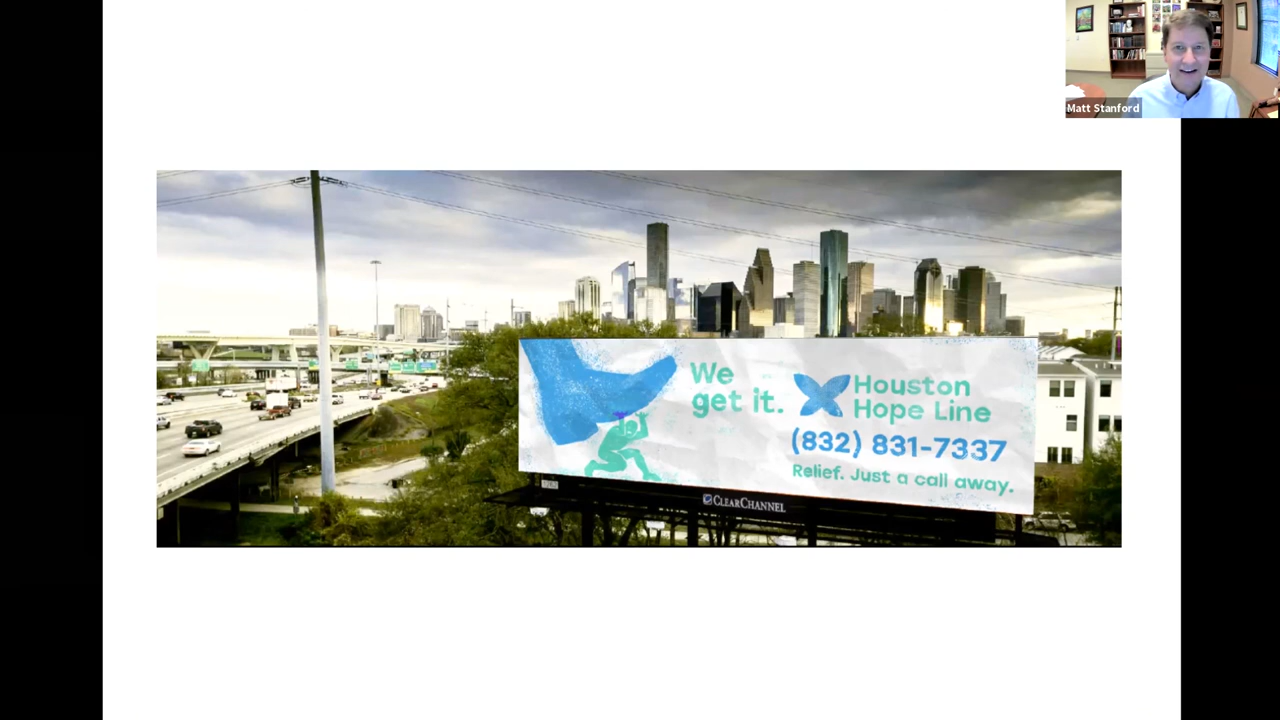 Matt Stanford
We
get it.
Houston
Hope Line
(832) 831-7337
Relief. Just a call away.
CLEARCHANNEL